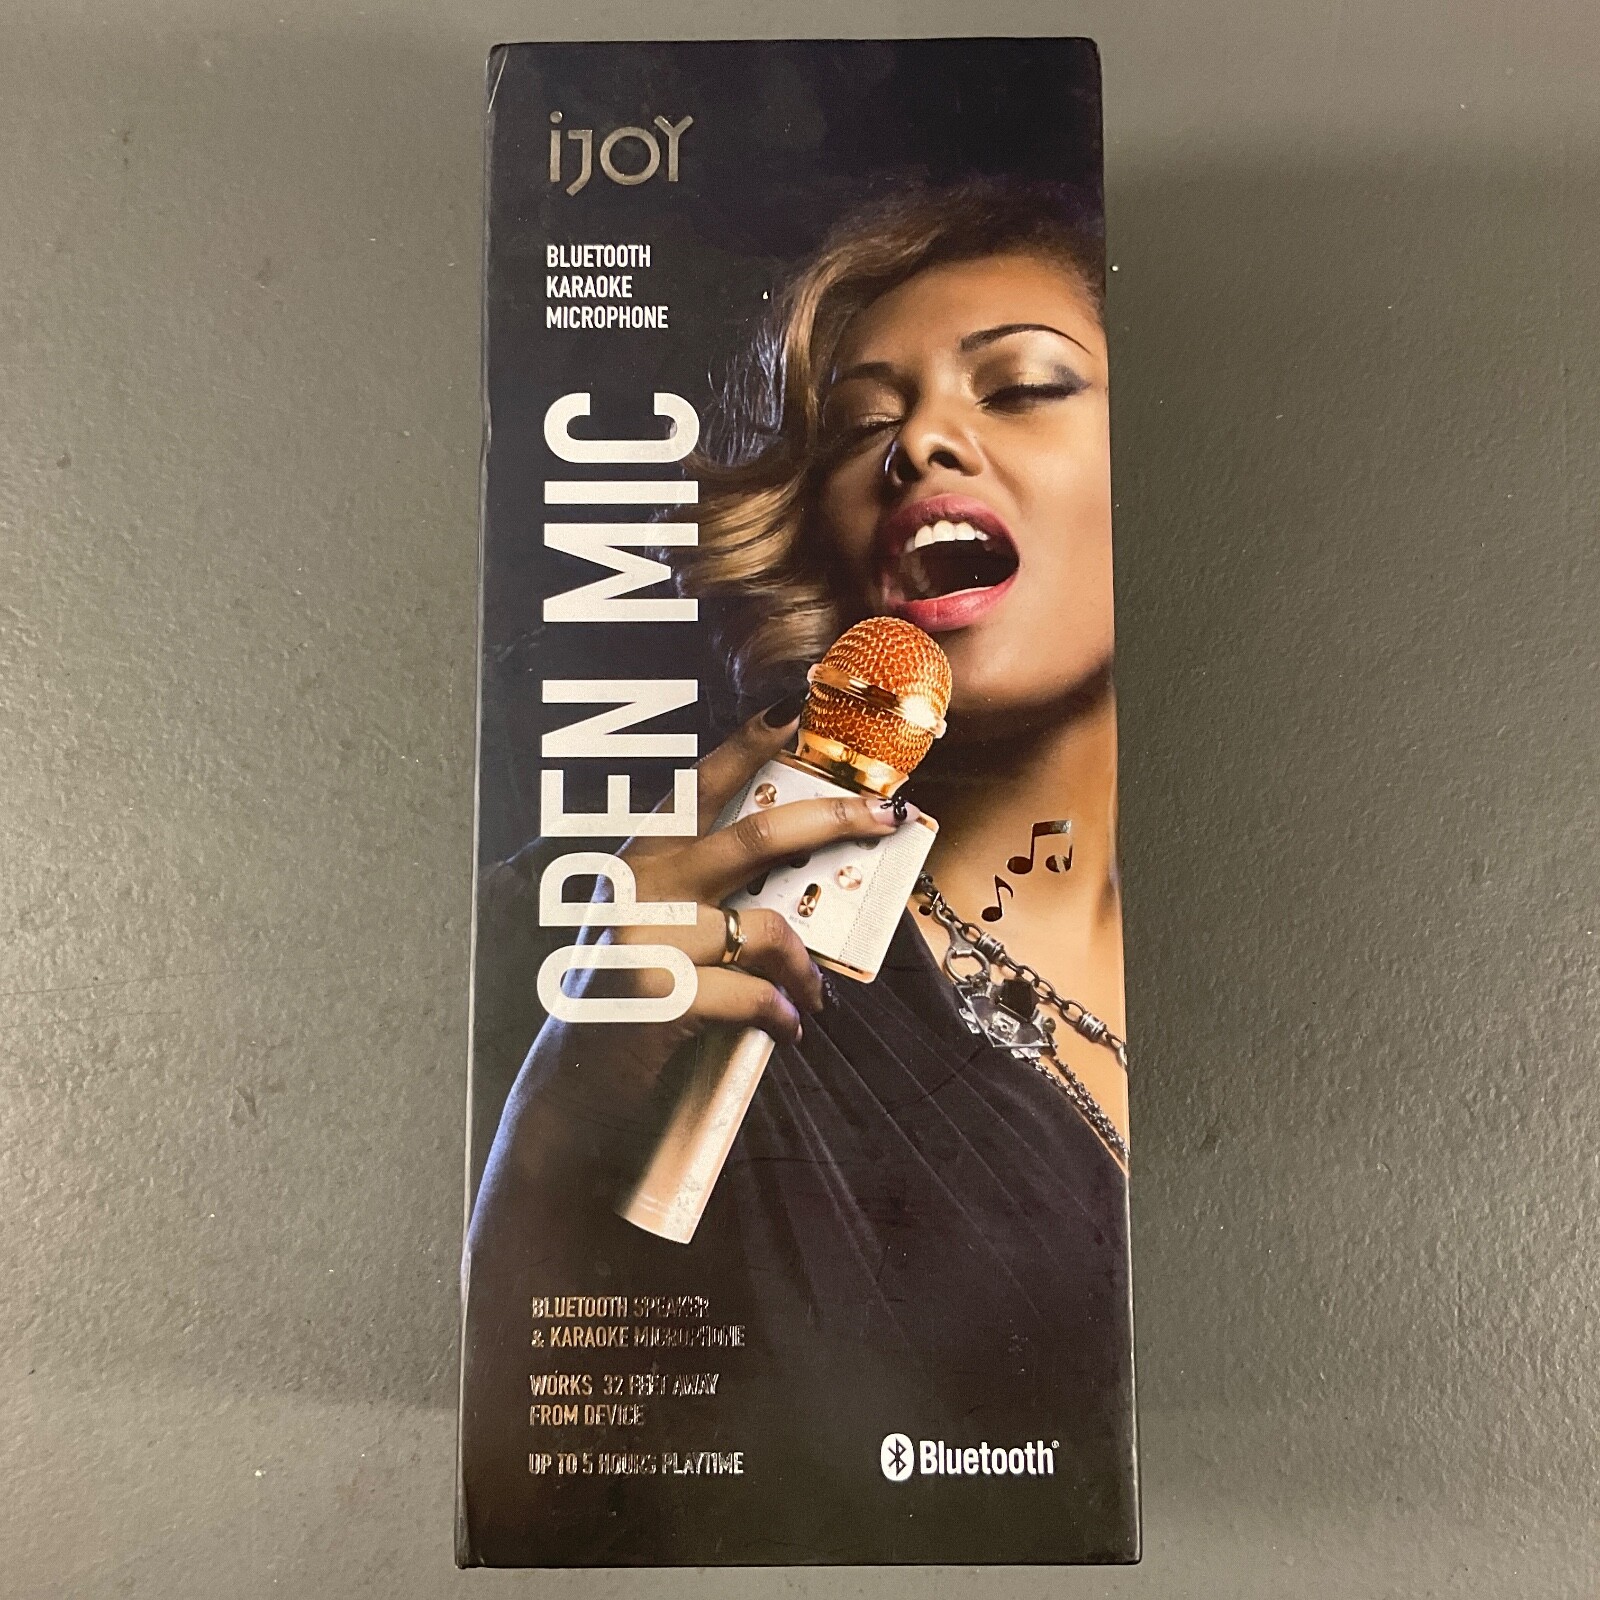 iJOY
BLUETOOTH
KARAOKE
MICROPHONE
OPEN MIC
BLUETOOTH SPEAKER
& KARAOKE MICROPHONE
WORKS 32 FEET AWAY
FROM DEVICE
UP TO 5 HOURS PLAYTIME
Bluetooth®